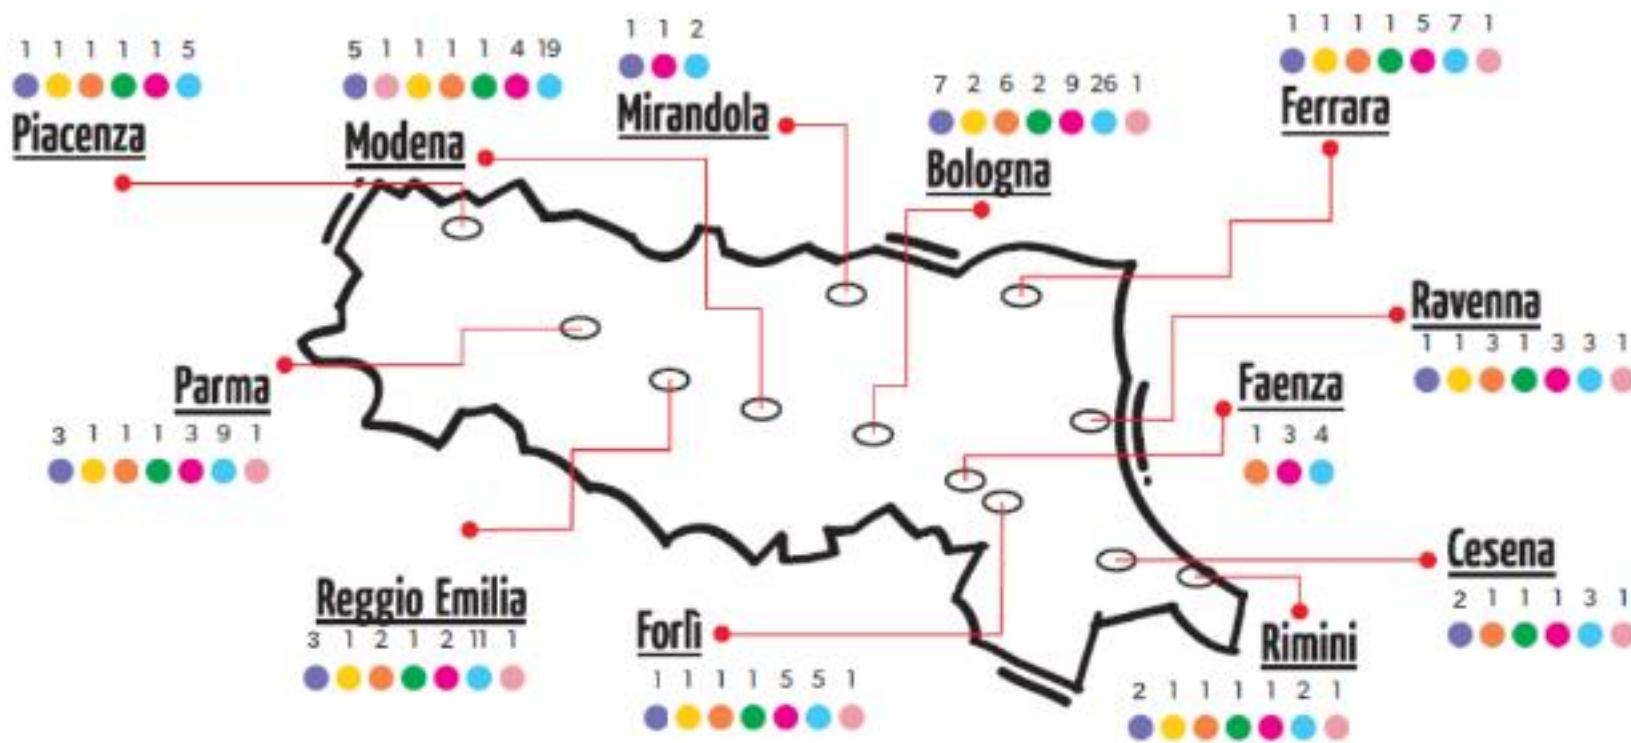 1 1 1 1 1 5
Piacenza
5 1 1 1 1 4 19
Modena
1 1 2
Mirandola
7 2 6 2 9 26 1
Bologna
1 1 1 1 5 7 1
Ferrara
Ravenna
1 1 3 1 3 3 1
Faenza
1 3 4
Parma
3 1 1 1 3 9 1
Cesena
2 1 1 1 3 1
Reggio Emilia
3 1 2 1 2 11 1
Forlì
1 1 1 1 5 5 1
Rimini
2 1 1 1 1 2 1